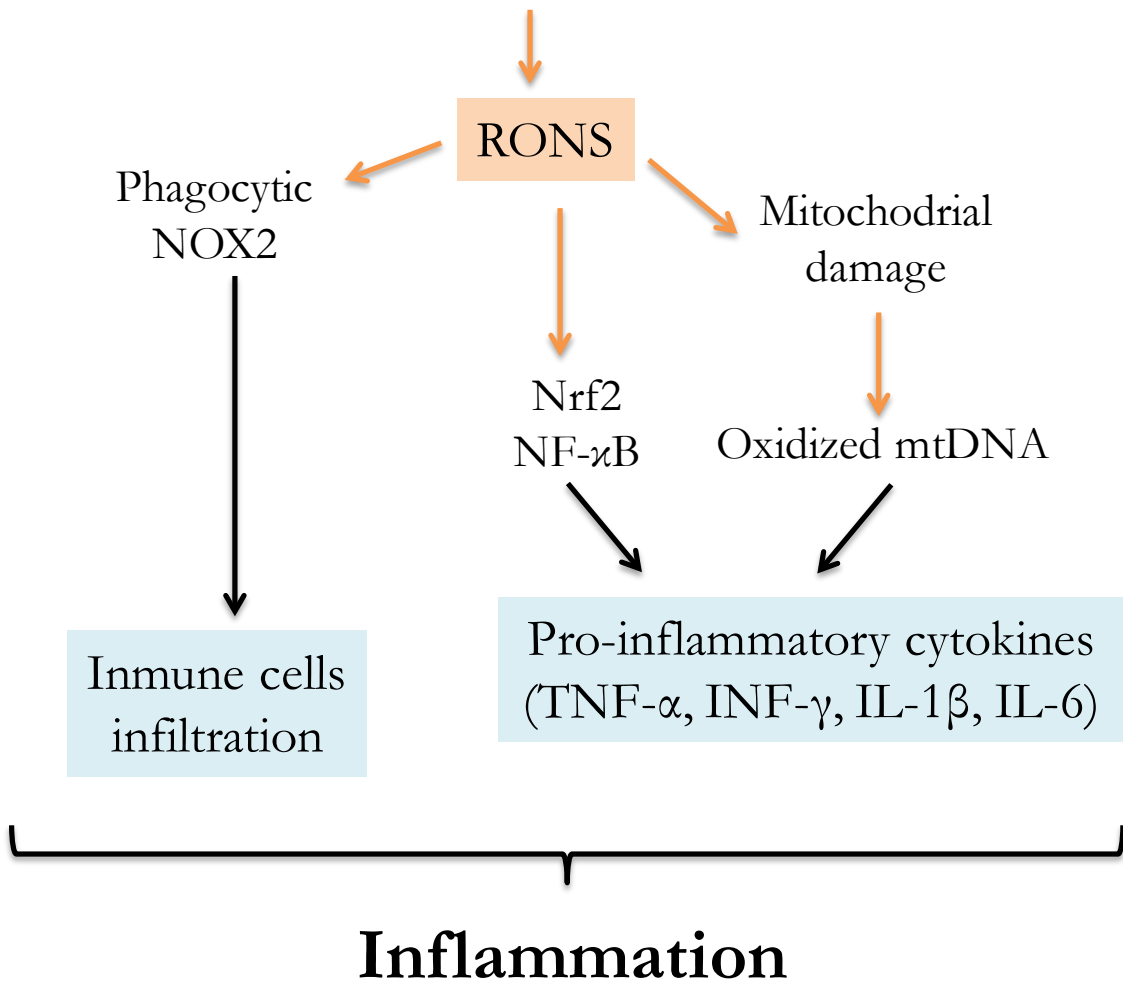 RONS
Phagocytic
NOX2
Mitochodrial
damage
Nrf2
NF-ϰB
Oxidized mtDNA
Inmune cells
infiltration
Pro-inflammatory cytokines
(TNF-α, INF-γ, IL-1β, IL-6)
Inflammation